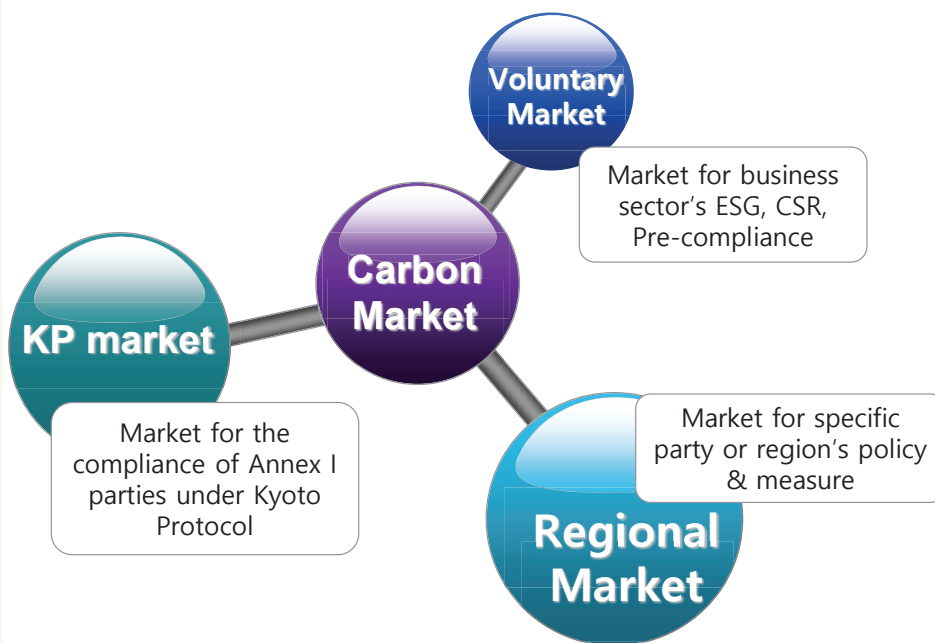 Voluntary
Market
Market for business
sector's ESG, CSR,
Pre-compliance
Carbon
Market
KP market
Market for the
compliance of Annex I
parties under Kyoto
Protocol
Market for specific
party or region's policy
& measure
Regional
Market